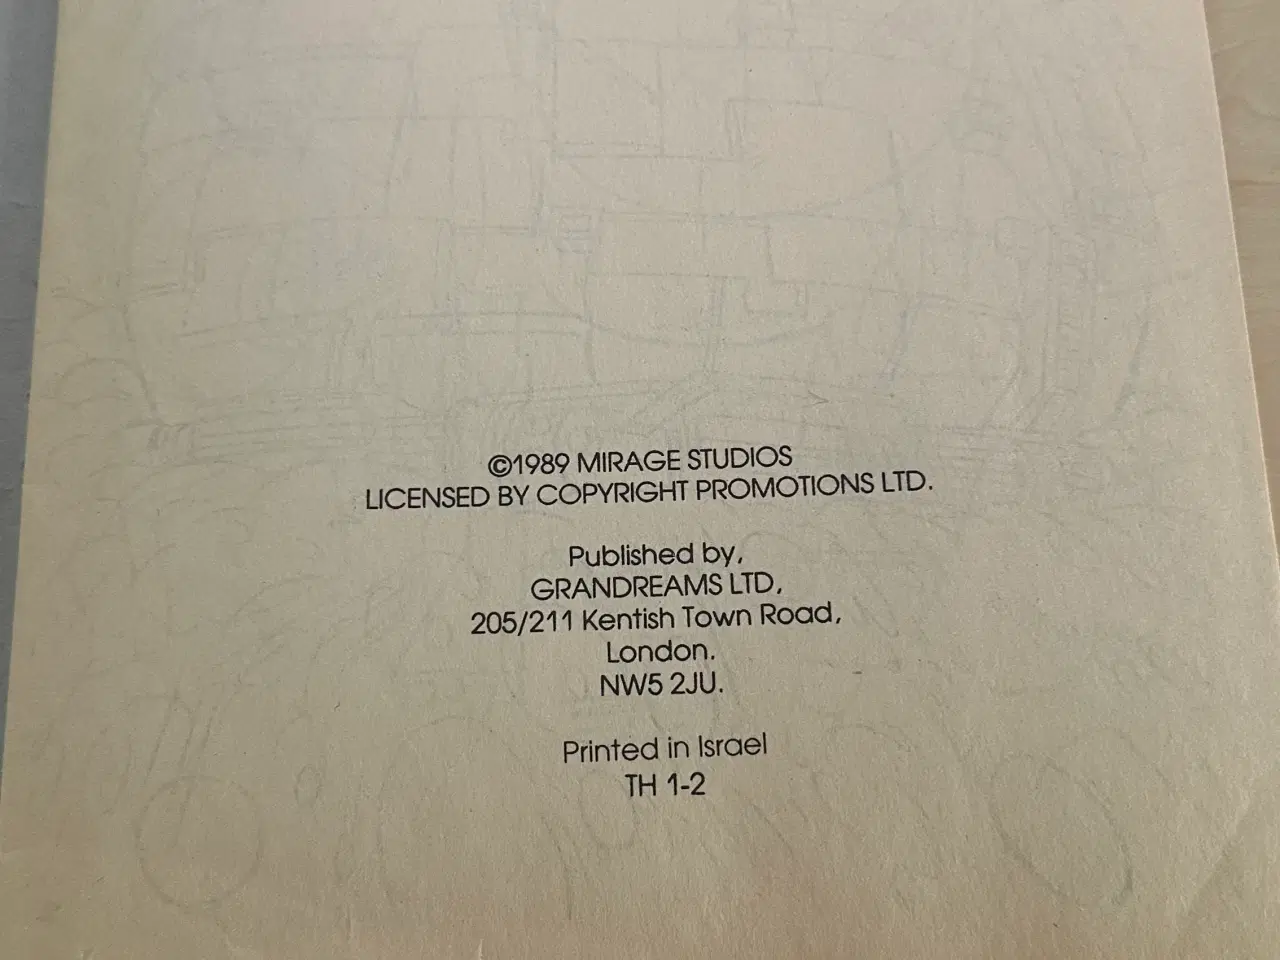 ©1989 MIRAGE STUDIOS
LICENSED BY COPYRIGHT PROMOTIONS LTD.
Published by,
GRANDREAMS LTD,
205/211 Kentish Town Road,
London.
NW5 2JU.
Printed in Israel
TH 1-2